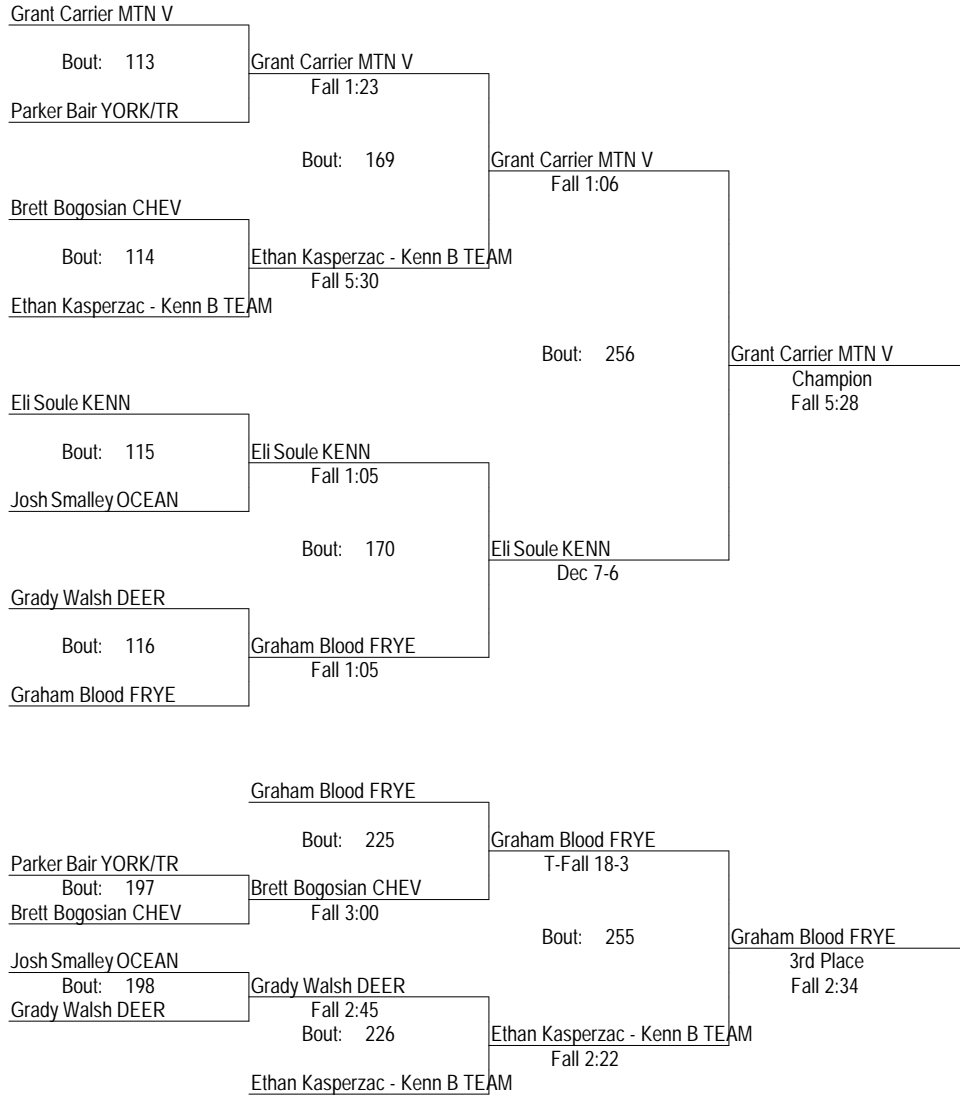 Grant Carrier MTN V
Bout: 113
Grant Carrier MTN V
Fall 1:23
Parker Bair YORK/TR
Bout: 169
Grant Carrier MTN V
Fall 1:06
Brett Bogosian CHEV
Bout: 114
Ethan Kasperzac - Kenn B TEAM
Fall 5:30
Ethan Kasperzac - Kenn B TEAM
Bout: 256
Grant Carrier MTN V
Champion
Fall 5:28
Eli Soule KENN
Bout: 115
Eli Soule KENN
Fall 1:05
Josh Smalley OCEAN
Bout: 170
Eli Soule KENN
Dec 7-6
Grady Walsh DEER
Bout: 116
Graham Blood FRYE
Fall 1:05
Graham Blood FRYE
Graham Blood FRYE
Bout: 225
Graham Blood FRYE
T-Fall 18-3
Parker Bair YORK/TR
Bout: 197
Brett Bogosian CHEV
Brett Bogosian CHEV
Fall 3:00
Bout: 255
Graham Blood FRYE
3rd Place
Fall 2:34
Josh Smalley OCEAN
Bout: 198
Grady Walsh DEER
Grady Walsh DEER
Fall 2:45
Bout: 226
Ethan Kasperzac - Kenn B TEAM
Fall 2:22
Ethan Kasperzac - Kenn B TEAM